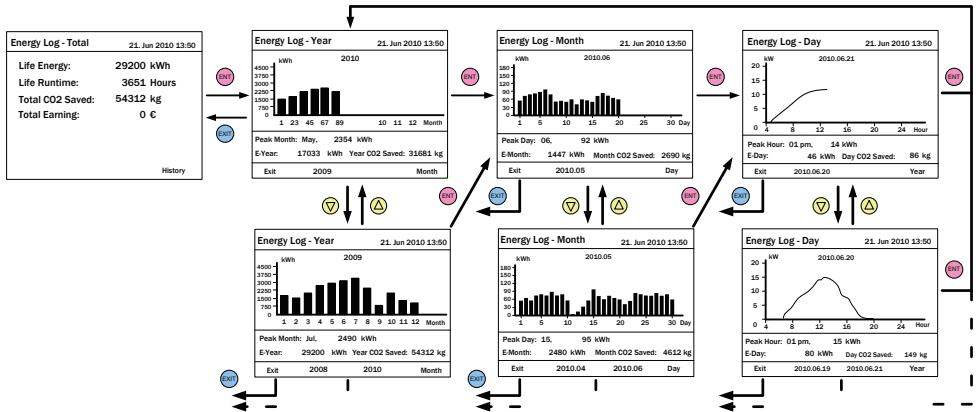 Energy Log - Total 21. Jun 2010 13:50
Life Energy: 29200 kWh
Life Runtime: 3651 Hours
Total CO2 Saved: 54312 kg
Total Earning: 0 €
History
ENT
EXIT
Energy Log - Year 21. Jun 2010 13:50
kWh 2010
4500
3750
3000
2250
1500
750
0
1 23 45 67 89 10 11 12 Month
Peak Month: May, 2354 kWh
E-Year: 17033 kWh Year CO2 Saved: 31681 kg
Exit 2009 Month
ENT
EXIT
Energy Log - Month 21. Jun 2010 13:50
kWh 2010.06
180
150
120
90
60
30
0
1 5 10 15 20 25 30 Day
Peak Day: 06, 92 kWh
E-Month: 1447 kWh Month CO2 Saved: 2690 kg
Exit 2010.05 Day
ENT
EXIT
Energy Log - Day 21. Jun 2010 13:50
kW 2010.06.21
20
15
10
5
0
4 8 12 16 20 24 Hour
Peak Hour: 01 pm, 14 kWh
E-Day: 46 kWh Day CO2 Saved: 86 kg
Exit 2010.06.20 Year
ENT
Energy Log - Year 21. Jun 2010 13:50
kWh 2009
4500
3750
3000
2250
1500
750
0
1 2 3 4 5 6 7 8 9 10 11 12 Month
Peak Month: Jul, 2490 kWh
E-Year: 29200 kWh Year CO2 Saved: 54312 kg
Exit 2008 2010 Month
EXIT
ENT
Energy Log - Month 21. Jun 2010 13:50
kWh 2010.05
180
150
120
90
60
30
0
1 5 10 15 20 25 30 Day
Peak Day: 15, 95 kWh
E-Month: 2480 kWh Month CO2 Saved: 4612 kg
Exit 2010.04 2010.06 Day
EXIT
ENT
Energy Log - Day 21. Jun 2010 13:50
kW 2010.06.20
20
15
10
5
0
4 8 12 16 20 24 Hour
Peak Hour: 01 pm, 15 kWh
E-Day: 80 kWh Day CO2 Saved: 149 kg
Exit 2010.06.19 2010.06.21 Year
EXIT
ENT